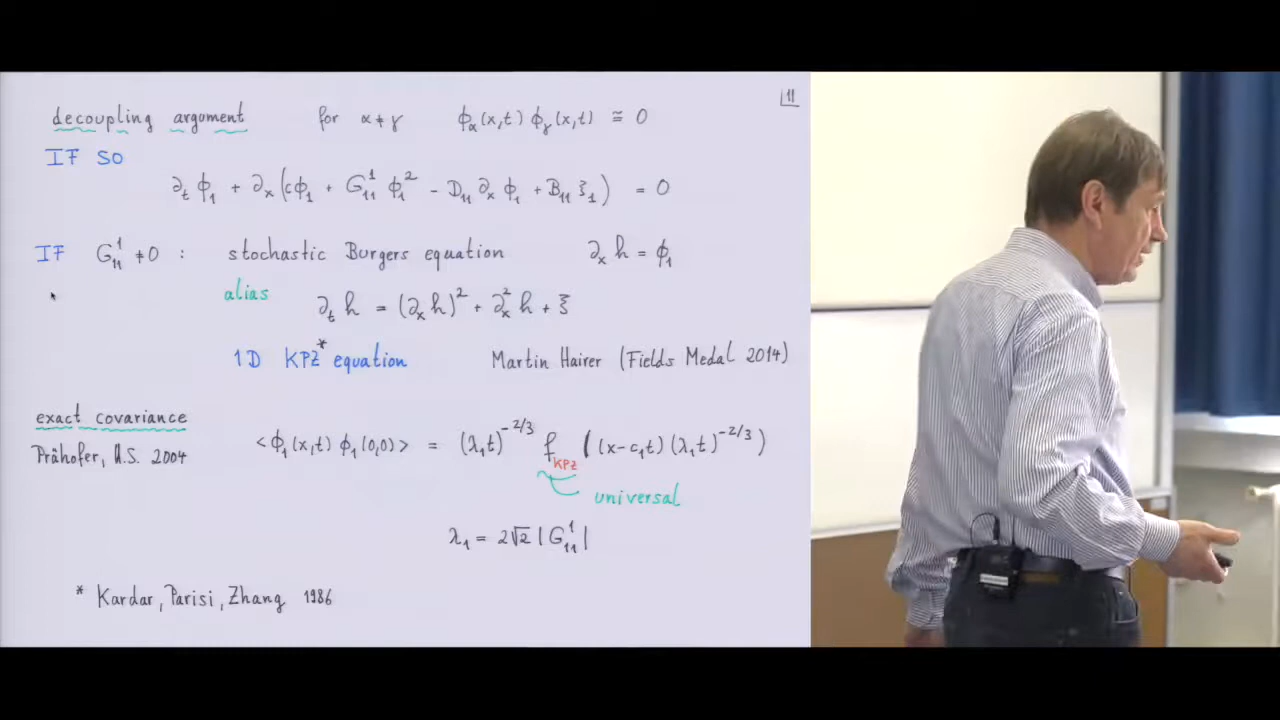 11
decoupling argument for α ≠ γ ϕ_α(x,t) ϕ_γ(x,t) ≅ 0
IF SO
∂_t ϕ_1 + ∂_x (cϕ_1 + G^1_11 ϕ_1^2 - D_11 ∂_x ϕ_1 + B_11 ξ_1) = 0
IF G^1_11 ≠ 0 : stochastic Burgers equation ∂_x h = ϕ_1
alias ∂_t h = (∂_x h)^2 + ∂_x^2 h + ξ
1D KPZ* equation Martin Hairer (Fields Medal 2014)
exact covariance
Prähofer, H.S. 2004 <ϕ_1(x,t) ϕ_1(0,0)> = (λ_1t)^-2/3 f_KPZ ((x-c_1t)(λ_1t)^-2/3)
universal
λ_1 = 2√2 |G^1_11|
* Kardar, Parisi, Zhang 1986